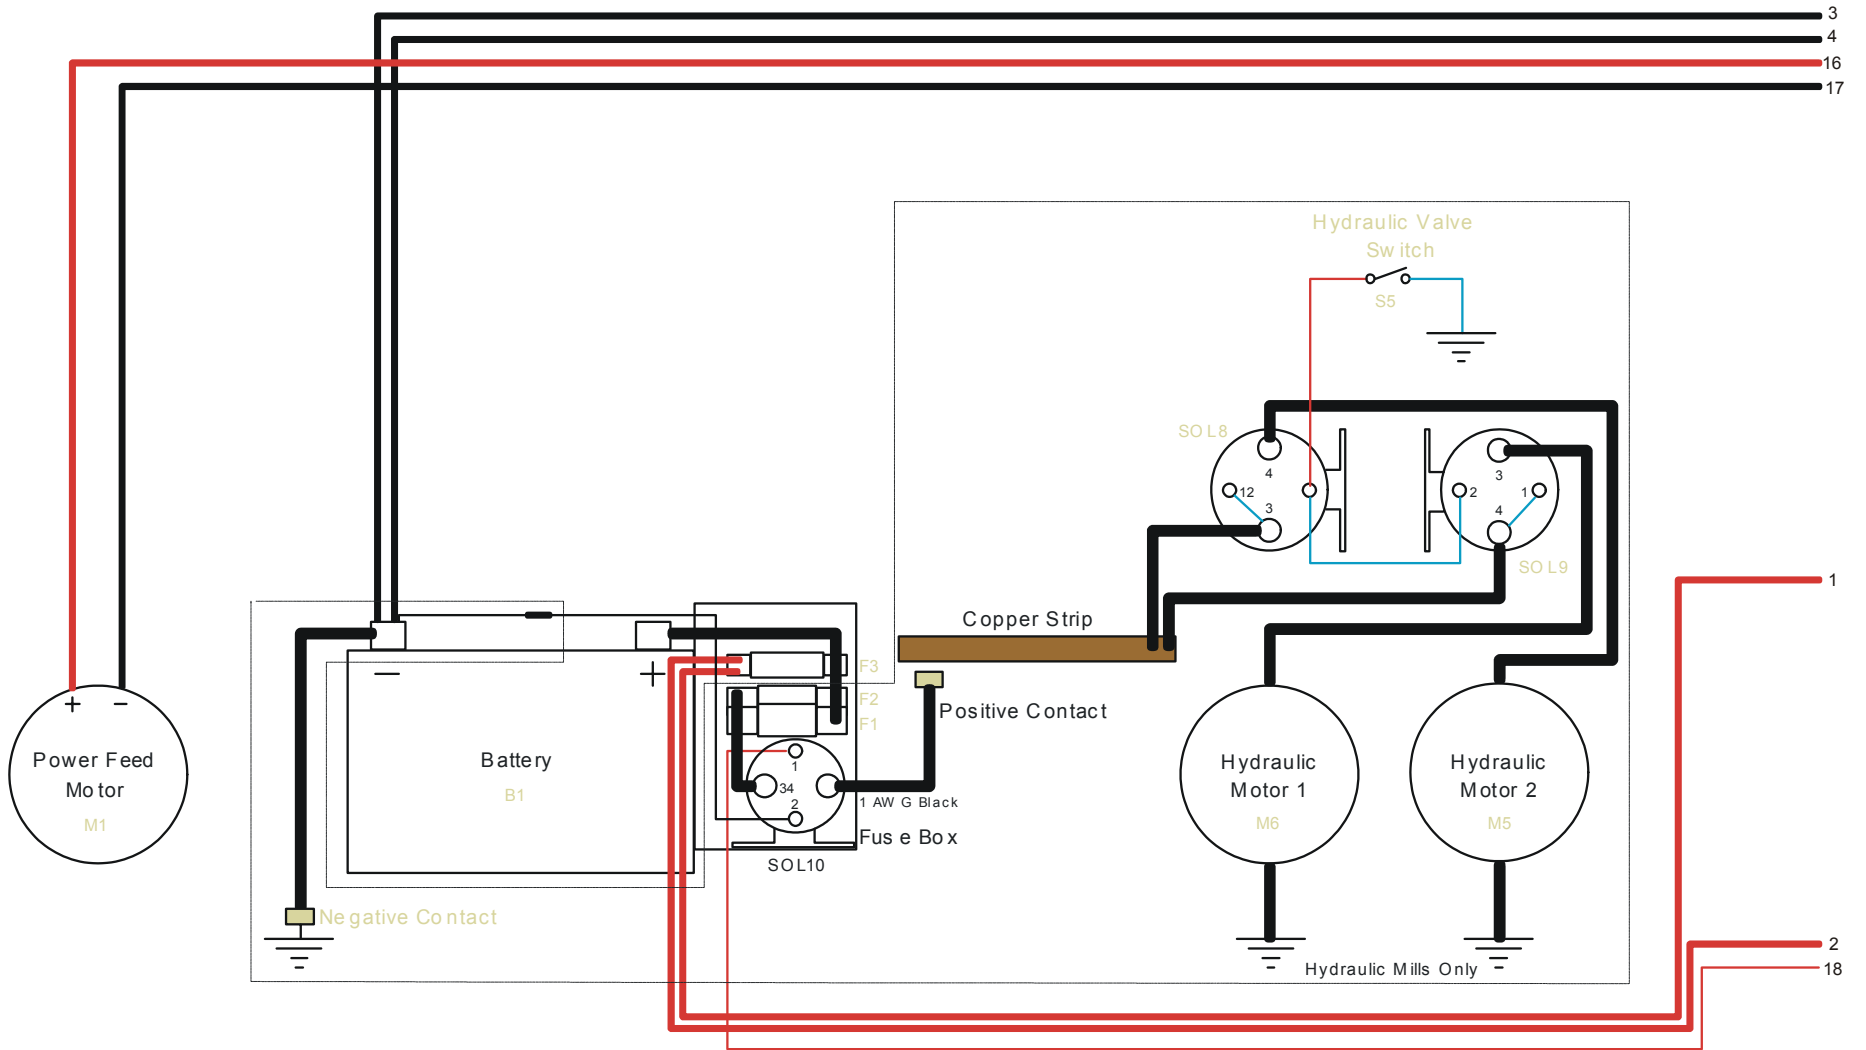 3
4
16
17
Hydraulic Valve
Switch
S5
SOL8
4
12
3
3
2
1
4
SOL9
1
Copper Strip
F3
F2
F1
Positive Contact
+ −
Power Feed
Motor
M1
− +
Battery
B1
1
34
2
1 AWG Black
Fuse Box
SOL10
Hydraulic
Motor 1
M6
Hydraulic
Motor 2
M5
Negative Contact
Hydraulic Mills Only
2
18